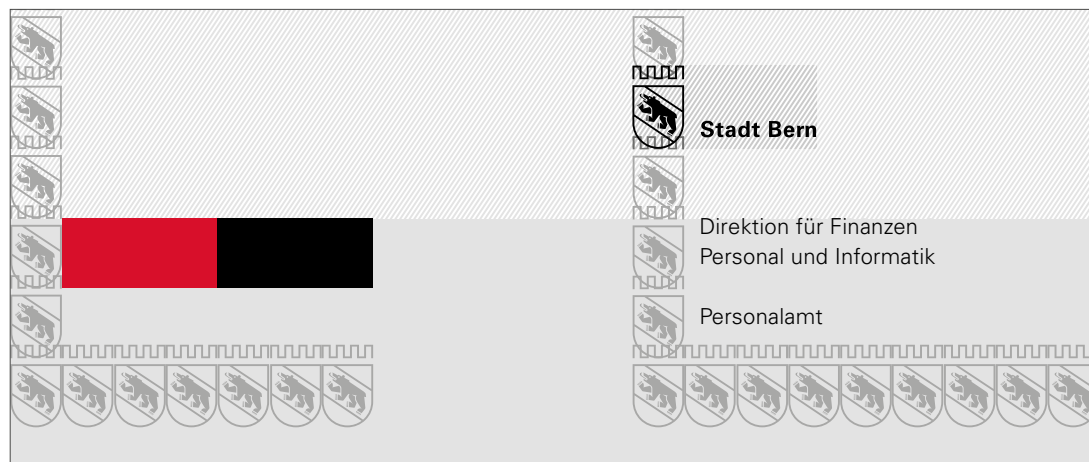 Stadt Bern
Direktion für Finanzen
Personal und Informatik
Personalamt